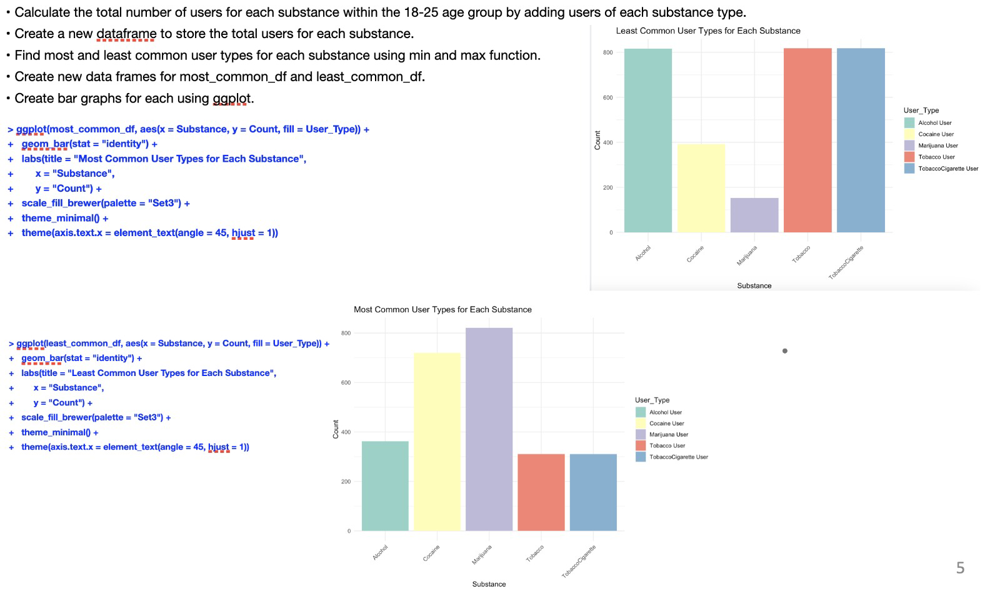 • Calculate the total number of users for each substance within the 18-25 age group by adding users of each substance type.
• Create a new dataframe to store the total users for each substance.
• Find most and least common user types for each substance using min and max function.
• Create new data frames for most_common_df and least_common_df.
• Create bar graphs for each using ggplot.
> ggplot(most_common_df, aes(x = Substance, y = Count, fill = User_Type)) +
+ geom_bar(stat = "identity") +
+ labs(title = "Most Common User Types for Each Substance",
+ x = "Substance",
+ y = "Count") +
+ scale_fill_brewer(palette = "Set3") +
+ theme_minimal() +
+ theme(axis.text.x = element_text(angle = 45, hjust = 1))
Least Common User Types for Each Substance
800
600
400
200
0
Count
Alcohol
Cocaine
Marijuana
Tobacco
TobaccoCigarette
Substance
User_Type
Alcohol User
Cocaine User
Marijuana User
Tobacco User
TobaccoCigarette User
> ggplot(least_common_df, aes(x = Substance, y = Count, fill = User_Type)) +
+ geom_bar(stat = "identity") +
+ labs(title = "Least Common User Types for Each Substance",
+ x = "Substance",
+ y = "Count") +
+ scale_fill_brewer(palette = "Set3") +
+ theme_minimal() +
+ theme(axis.text.x = element_text(angle = 45, hjust = 1))
Most Common User Types for Each Substance
800
600
400
200
0
Count
Alcohol
Cocaine
Marijuana
Tobacco
TobaccoCigarette
Substance
User_Type
Alcohol User
Cocaine User
Marijuana User
Tobacco User
TobaccoCigarette User
5